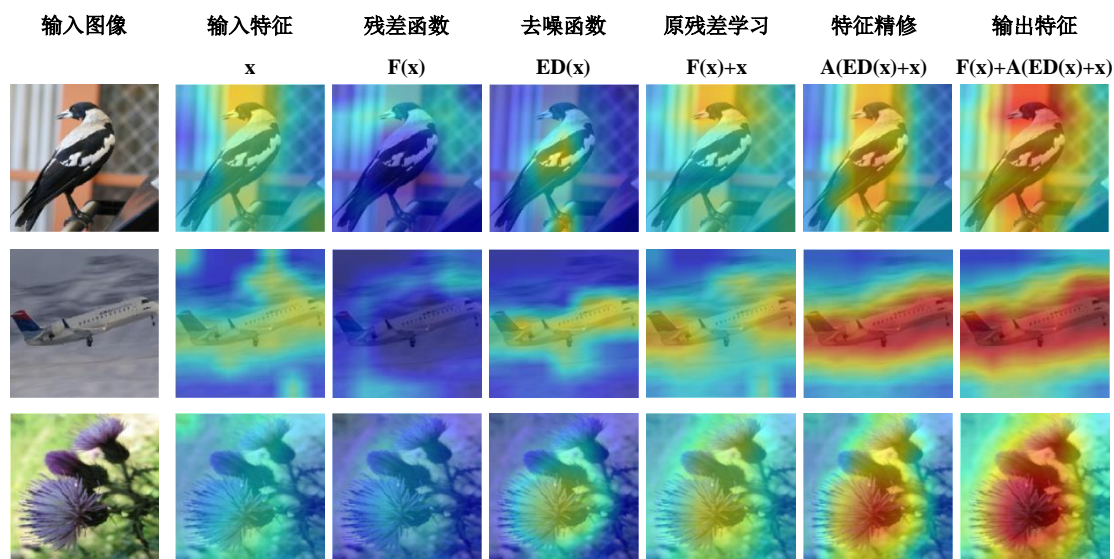 输入图像 输入特征 残差函数 去噪函数 原残差学习 特征精修 输出特征
x F(x) ED(x) F(x)+x A(ED(x)+x) F(x)+A(ED(x)+x)